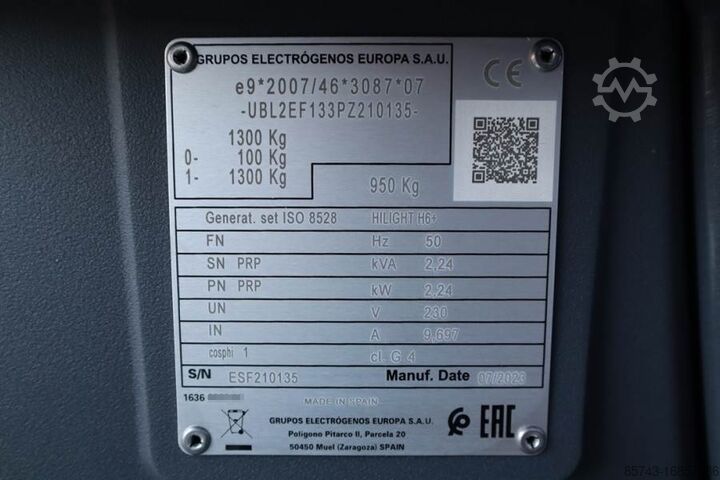 GRUPOS ELECTRÓGENOS EUROPA S.A.U.
e9*2007/46*3087*07
-UBL2EF133PZ210135-
1300 Kg
0- 100 Kg
1- 1300 Kg
950 Kg
CE
Generat. set ISO 8528 HILIGHT H6+
FN Hz 50
SN PRP kVA 2,24
PN PRP kW 2,24
UN V 230
IN A 9,697
cosphi 1 cl. G 4
S/N ESF210135 Manuf. Date 07/2023
1636
MADE IN SPAIN
GRUPOS ELECTRÓGENOS EUROPA S.A.U.
Polígono Pitarco II, Parcela 20
50450 Muel (Zaragoza) SPAIN
EAC